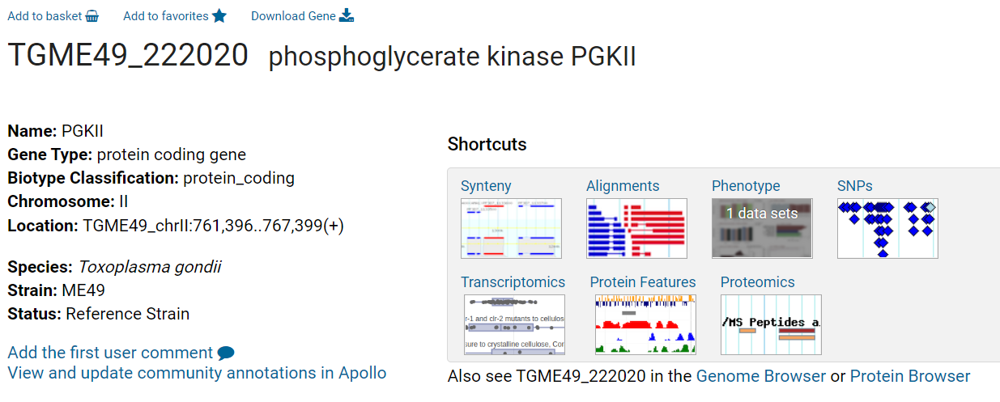 Add to basket Add to favorites Download Gene
TGME49_222020 phosphoglycerate kinase PGKII
Name: PGKII
Gene Type: protein coding gene
Biotype Classification: protein_coding
Chromosome: II
Location: TGME49_chrII:761,396..767,399(+)
Species: Toxoplasma gondii
Strain: ME49
Status: Reference Strain
Add the first user comment
View and update community annotations in Apollo
Shortcuts
Synteny Alignments Phenotype SNPs
1 data sets
Transcriptomics Protein Features Proteomics
r-1 and clr-2 mutants to cellulos
sure to crystalline cellulose, Cor
/MS Peptides a.
Also see TGME49_222020 in the Genome Browser or Protein Browser